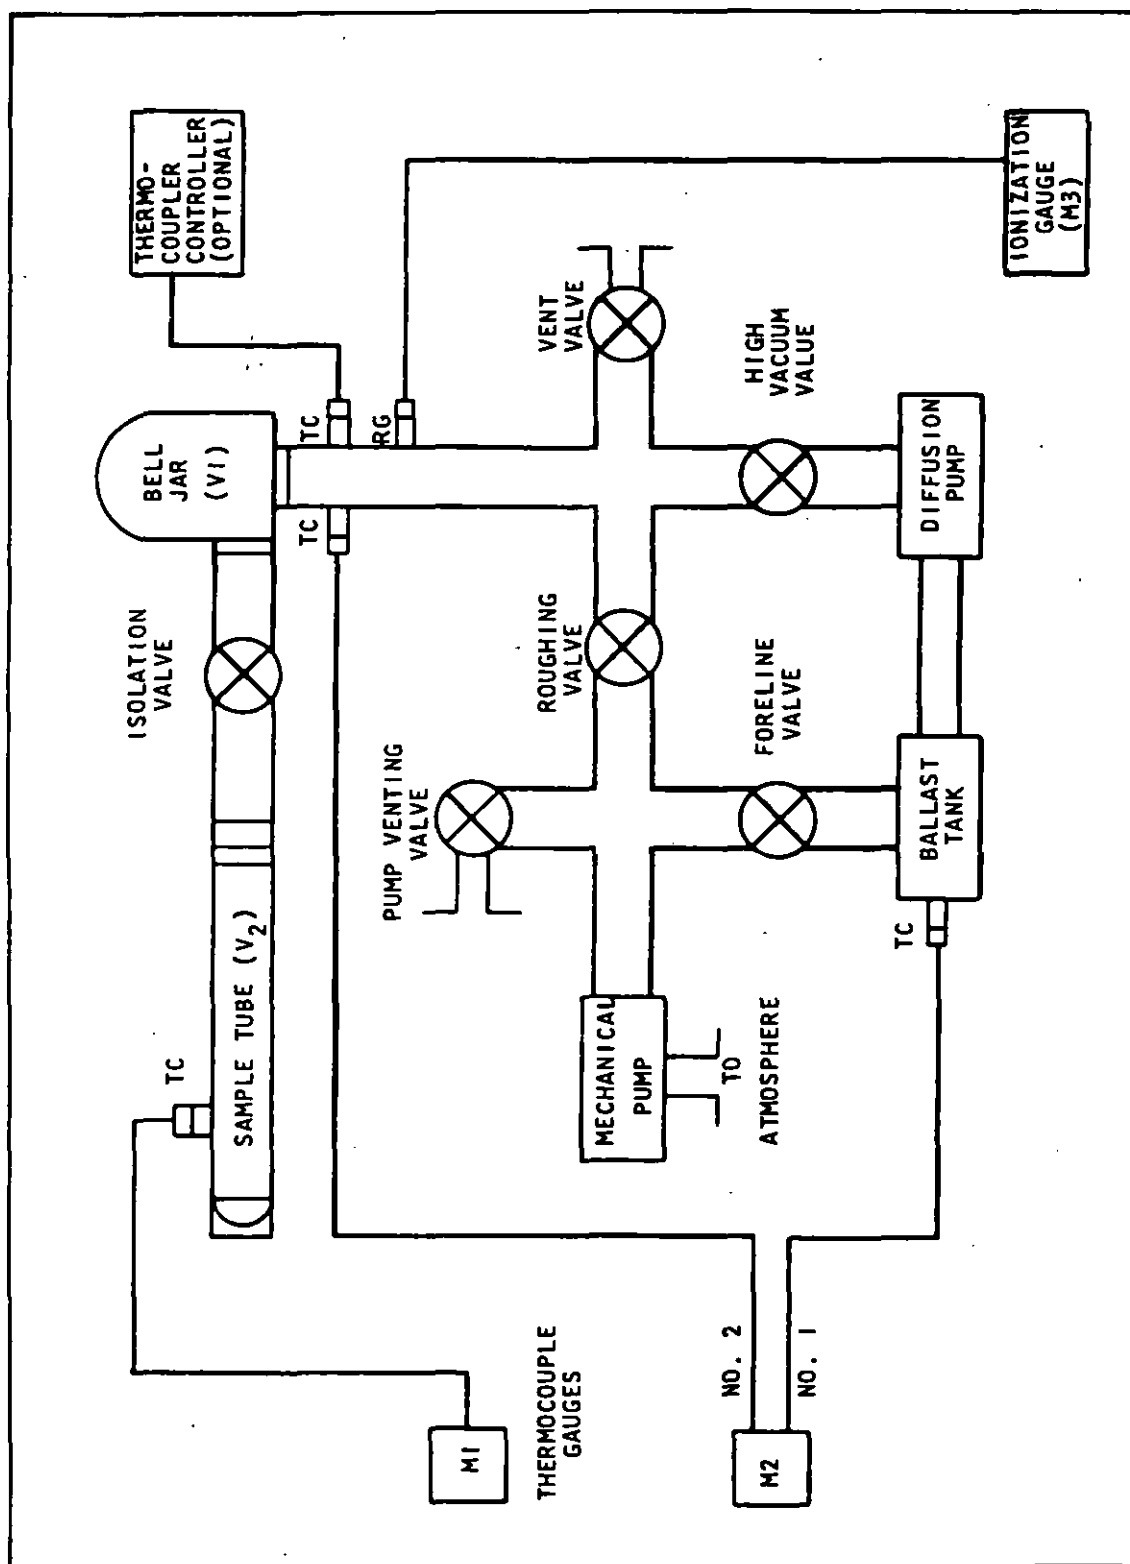 THERMO-
COUPLER
CONTROLLER
(OPTIONAL)
BELL
JAR
(V1)
TC
TC
RG
ISOLATION
VALVE
SAMPLE TUBE (V2)
TC
VENT
VALVE
HIGH
VACUUM
VALUE
IONIZATION
GAUGE
(M3)
ROUGHING
VALVE
PUMP VENTING
VALVE
FORELINE
VALVE
DIFFUSION
PUMP
BALLAST
TANK
TC
MECHANICAL
PUMP
TO
ATMOSPHERE
M1
THERMOCOUPLE
GAUGES
NO. 2
NO. 1
M2